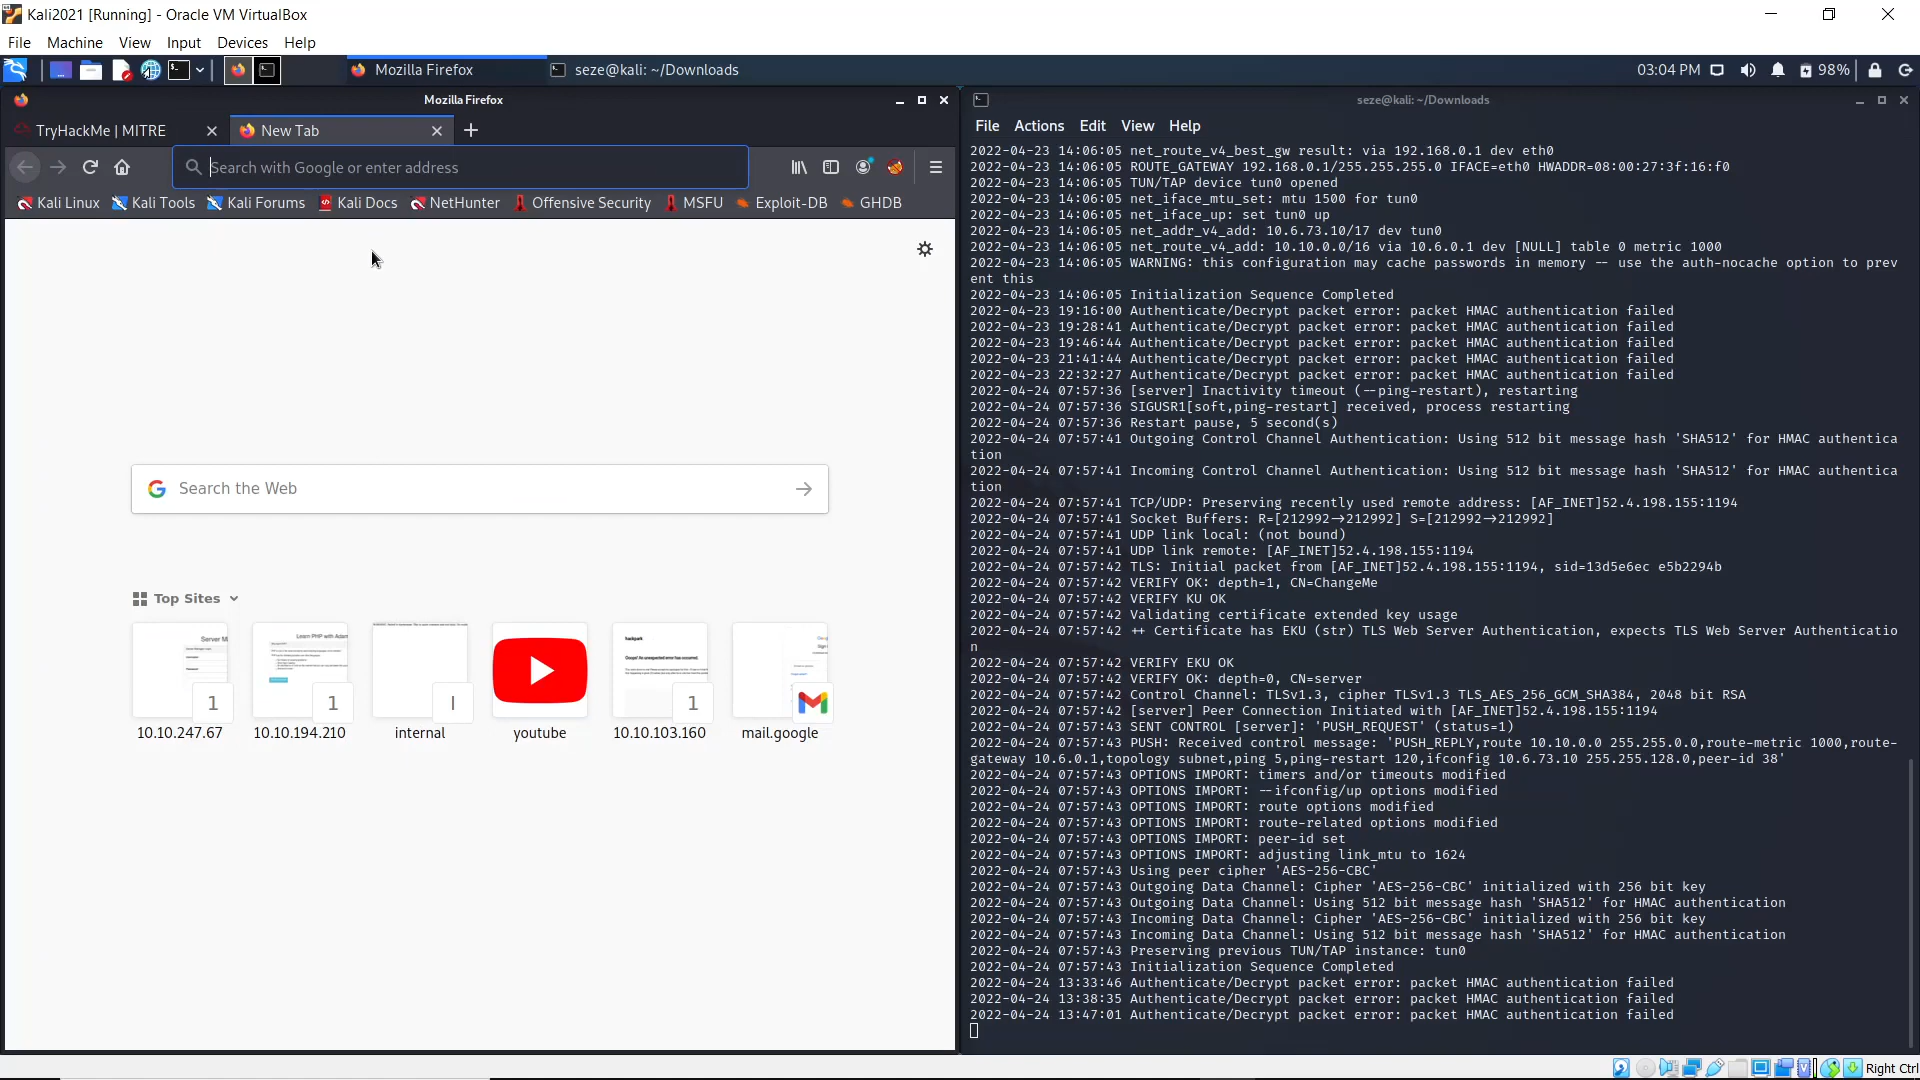 Kali2021 [Running] - Oracle VM VirtualBox
File Machine View Input Devices Help
Mozilla Firefox
seze@kali: ~/Downloads
03:04 PM
98%
Mozilla Firefox
TryHackMe | MITRE
New Tab
Search with Google or enter address
Kali Linux
Kali Tools
Kali Forums
Kali Docs
NetHunter
Offensive Security
MSFU
Exploit-DB
GHDB
Search the Web
Top Sites
Server M
1
10.10.247.67
Learn PHP with Adam
1
10.10.194.210
I
internal
youtube
hackpark
Oops! An unexpected error has occurred.
1
10.10.103.160
mail.google
seze@kali: ~/Downloads
File Actions Edit View Help
2022-04-23 14:06:05 net_route_v4_best_gw result: via 192.168.0.1 dev eth0
2022-04-23 14:06:05 ROUTE_GATEWAY 192.168.0.1/255.255.255.0 IFACE=eth0 HWADDR=08:00:27:3f:16:f0
2022-04-23 14:06:05 TUN/TAP device tun0 opened
2022-04-23 14:06:05 net_iface_mtu_set: mtu 1500 for tun0
2022-04-23 14:06:05 net_iface_up: set tun0 up
2022-04-23 14:06:05 net_addr_v4_add: 10.6.73.10/17 dev tun0
2022-04-23 14:06:05 net_route_v4_add: 10.10.0.0/16 via 10.6.0.1 dev [NULL] table 0 metric 1000
2022-04-23 14:06:05 WARNING: this configuration may cache passwords in memory -- use the auth-nocache option to prev
ent this
2022-04-23 14:06:05 Initialization Sequence Completed
2022-04-23 19:16:00 Authenticate/Decrypt packet error: packet HMAC authentication failed
2022-04-23 19:28:41 Authenticate/Decrypt packet error: packet HMAC authentication failed
2022-04-23 19:46:44 Authenticate/Decrypt packet error: packet HMAC authentication failed
2022-04-23 21:41:44 Authenticate/Decrypt packet error: packet HMAC authentication failed
2022-04-23 22:32:27 Authenticate/Decrypt packet error: packet HMAC authentication failed
2022-04-24 07:57:36 [server] Inactivity timeout (--ping-restart), restarting
2022-04-24 07:57:36 SIGUSR1[soft,ping-restart] received, process restarting
2022-04-24 07:57:36 Restart pause, 5 second(s)
2022-04-24 07:57:41 Outgoing Control Channel Authentication: Using 512 bit message hash 'SHA512' for HMAC authentica
tion
2022-04-24 07:57:41 Incoming Control Channel Authentication: Using 512 bit message hash 'SHA512' for HMAC authentica
tion
2022-04-24 07:57:41 TCP/UDP: Preserving recently used remote address: [AF_INET]52.4.198.155:1194
2022-04-24 07:57:41 Socket Buffers: R=[212992→212992] S=[212992→212992]
2022-04-24 07:57:41 UDP link local: (not bound)
2022-04-24 07:57:41 UDP link remote: [AF_INET]52.4.198.155:1194
2022-04-24 07:57:42 TLS: Initial packet from [AF_INET]52.4.198.155:1194, sid=13d5e6ec e5b2294b
2022-04-24 07:57:42 VERIFY OK: depth=1, CN=ChangeMe
2022-04-24 07:57:42 VERIFY KU OK
2022-04-24 07:57:42 Validating certificate extended key usage
2022-04-24 07:57:42 ++ Certificate has EKU (str) TLS Web Server Authentication, expects TLS Web Server Authenticatio
n
2022-04-24 07:57:42 VERIFY EKU OK
2022-04-24 07:57:42 VERIFY OK: depth=0, CN=server
2022-04-24 07:57:42 Control Channel: TLSv1.3, cipher TLSv1.3 TLS_AES_256_GCM_SHA384, 2048 bit RSA
2022-04-24 07:57:42 [server] Peer Connection Initiated with [AF_INET]52.4.198.155:1194
2022-04-24 07:57:43 SENT CONTROL [server]: 'PUSH_REQUEST' (status=1)
2022-04-24 07:57:43 PUSH: Received control message: 'PUSH_REPLY,route 10.10.0.0 255.255.0.0,route-metric 1000,route-
gateway 10.6.0.1,topology subnet,ping 5,ping-restart 120,ifconfig 10.6.73.10 255.255.128.0,peer-id 38'
2022-04-24 07:57:43 OPTIONS IMPORT: timers and/or timeouts modified
2022-04-24 07:57:43 OPTIONS IMPORT: --ifconfig/up options modified
2022-04-24 07:57:43 OPTIONS IMPORT: route options modified
2022-04-24 07:57:43 OPTIONS IMPORT: route-related options modified
2022-04-24 07:57:43 OPTIONS IMPORT: peer-id set
2022-04-24 07:57:43 OPTIONS IMPORT: adjusting link_mtu to 1624
2022-04-24 07:57:43 Using peer cipher 'AES-256-CBC'
2022-04-24 07:57:43 Outgoing Data Channel: Cipher 'AES-256-CBC' initialized with 256 bit key
2022-04-24 07:57:43 Outgoing Data Channel: Using 512 bit message hash 'SHA512' for HMAC authentication
2022-04-24 07:57:43 Incoming Data Channel: Cipher 'AES-256-CBC' initialized with 256 bit key
2022-04-24 07:57:43 Incoming Data Channel: Using 512 bit message hash 'SHA512' for HMAC authentication
2022-04-24 07:57:43 Preserving previous TUN/TAP instance: tun0
2022-04-24 07:57:43 Initialization Sequence Completed
2022-04-24 13:33:46 Authenticate/Decrypt packet error: packet HMAC authentication failed
2022-04-24 13:38:35 Authenticate/Decrypt packet error: packet HMAC authentication failed
2022-04-24 13:47:01 Authenticate/Decrypt packet error: packet HMAC authentication failed
Right Ctrl